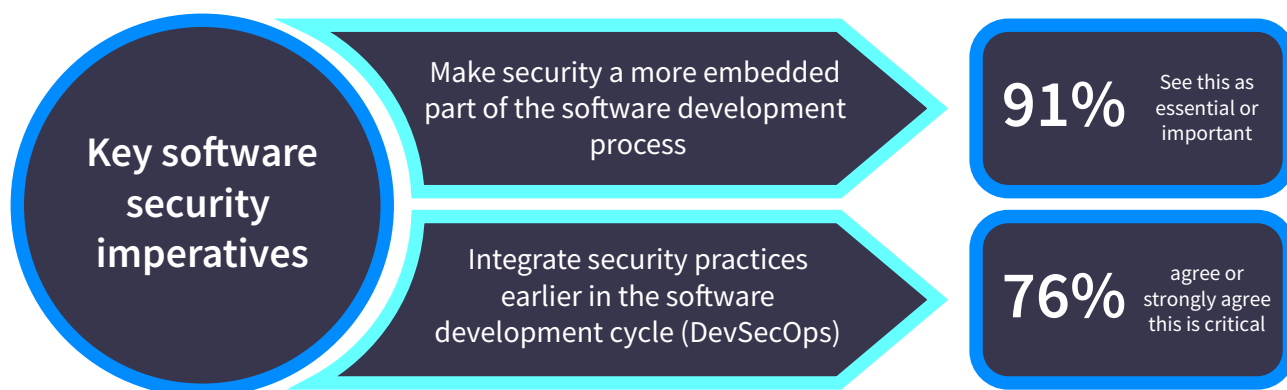 Key software
security
imperatives
Make security a more embedded
part of the software development
process
91%
See this as
essential or
important
Integrate security practices
earlier in the software
development cycle (DevSecOps)
76%
agree or
strongly agree
this is critical